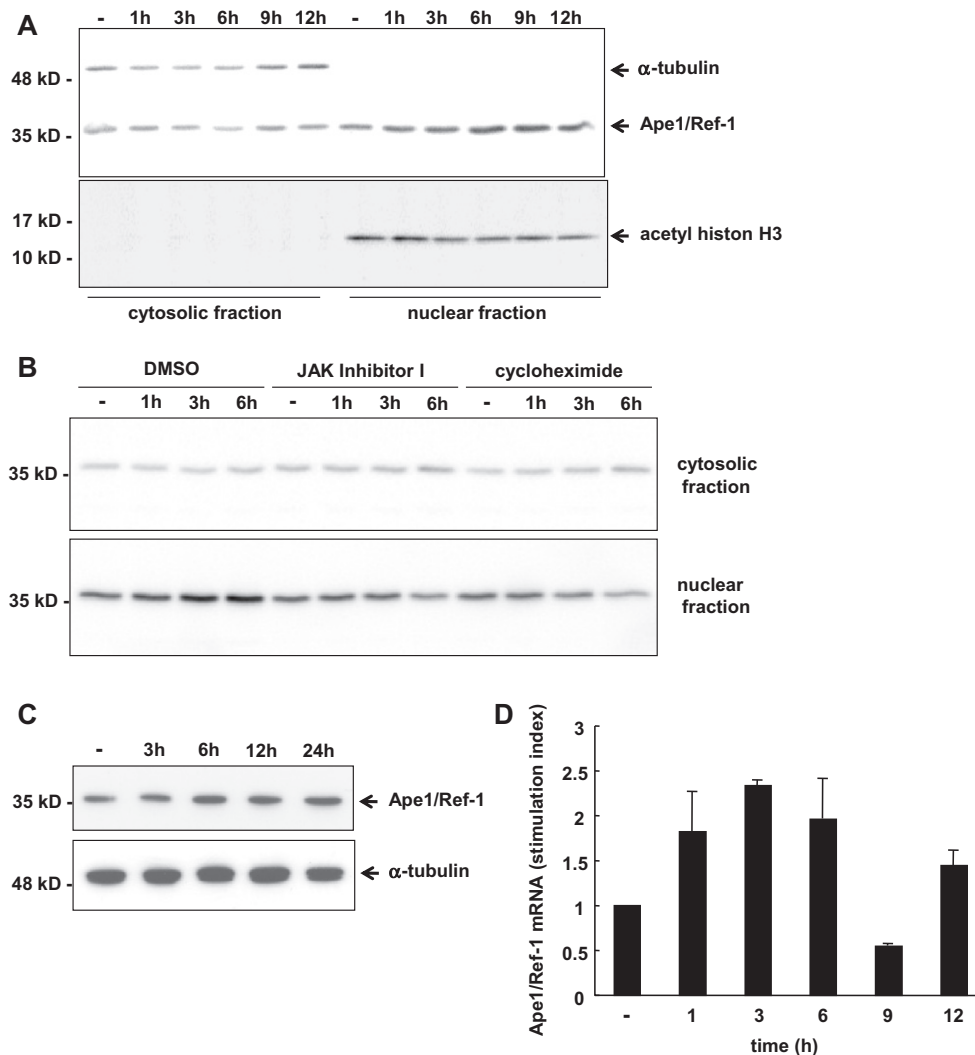 A
- 1h 3h 6h 9h 12h - 1h 3h 6h 9h 12h
48 kD -
α-tubulin
35 kD -
Ape1/Ref-1
17 kD -
acetyl histon H3
10 kD -
cytosolic fraction nuclear fraction
B
DMSO JAK Inhibitor I cycloheximide
- 1h 3h 6h - 1h 3h 6h - 1h 3h 6h
35 kD -
cytosolic
fraction
35 kD -
nuclear
fraction
C
- 3h 6h 12h 24h
35 kD -
Ape1/Ref-1
48 kD -
α-tubulin
D
Ape1/Ref-1 mRNA (stimulation index)
3
2.5
2
1.5
1
0.5
0
- 1 3 6 9 12
time (h)